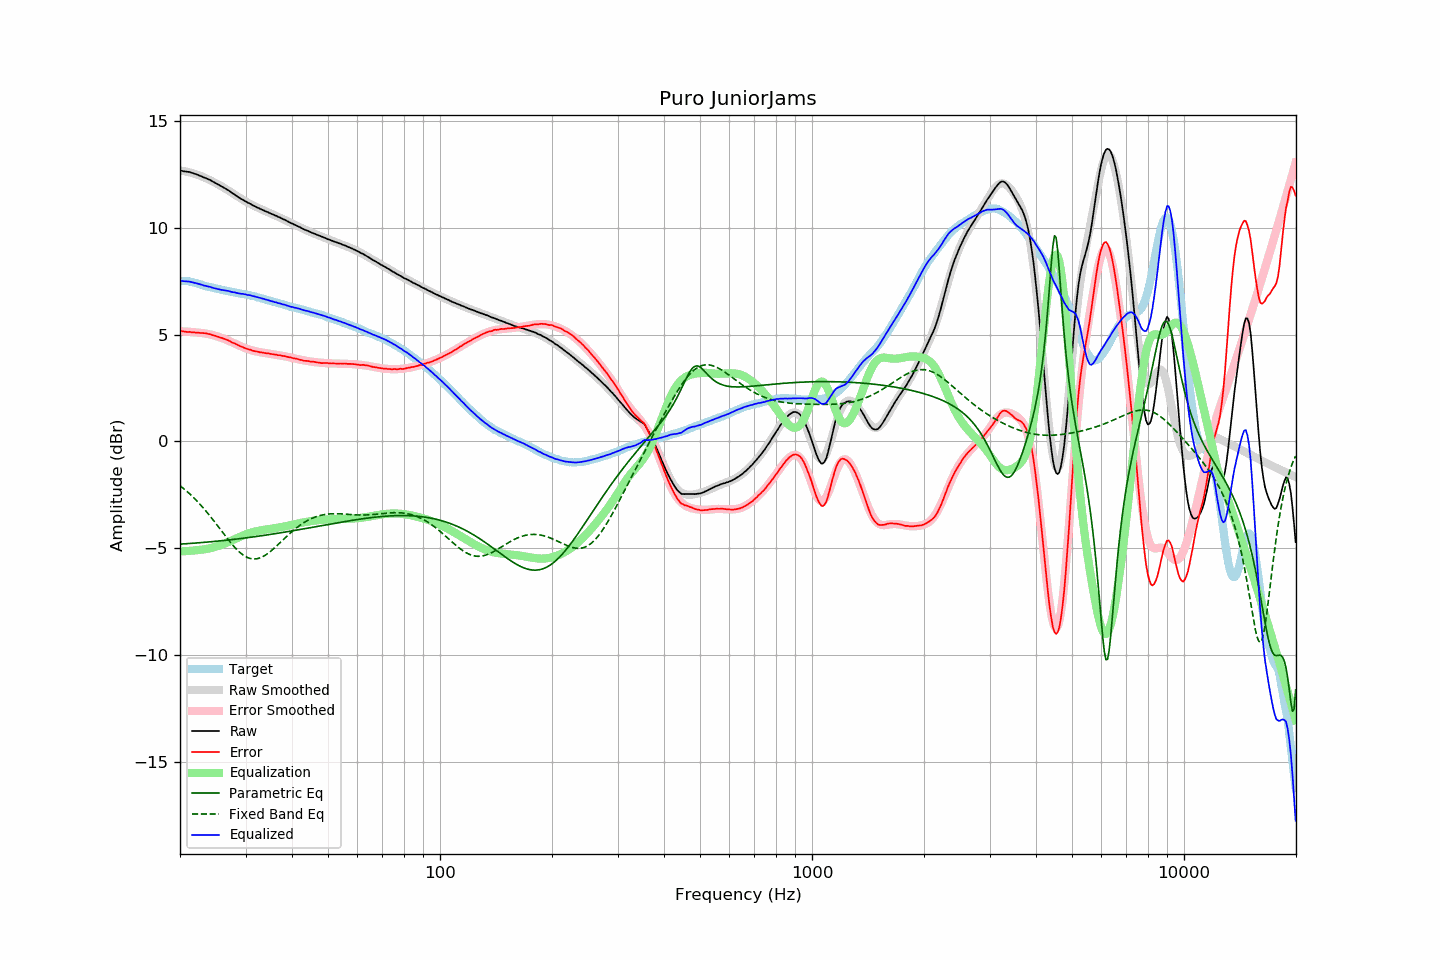 Puro JuniorJams
15
10
5
0
−5
−10
−15
Amplitude (dBr)
Target
Raw Smoothed
Error Smoothed
Raw
Error
Equalization
Parametric Eq
Fixed Band Eq
Equalized
100
1000
10000
Frequency (Hz)